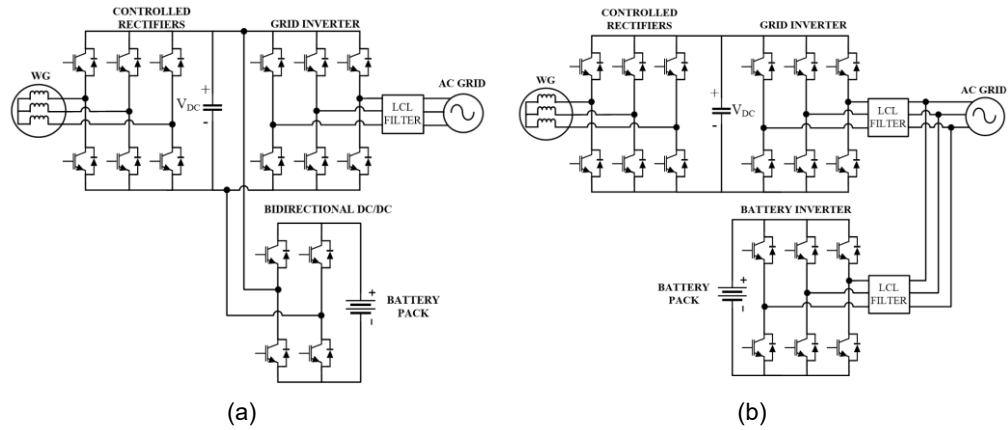 CONTROLLED
RECTIFIERS
GRID INVERTER
WG
+
V_DC
-
LCL
FILTER
AC GRID
BIDIRECTIONAL DC/DC
+
-
BATTERY
PACK
(a)
CONTROLLED
RECTIFIERS
GRID INVERTER
WG
+
V_DC
-
LCL
FILTER
AC GRID
BATTERY INVERTER
BATTERY
PACK
+
-
LCL
FILTER
(b)